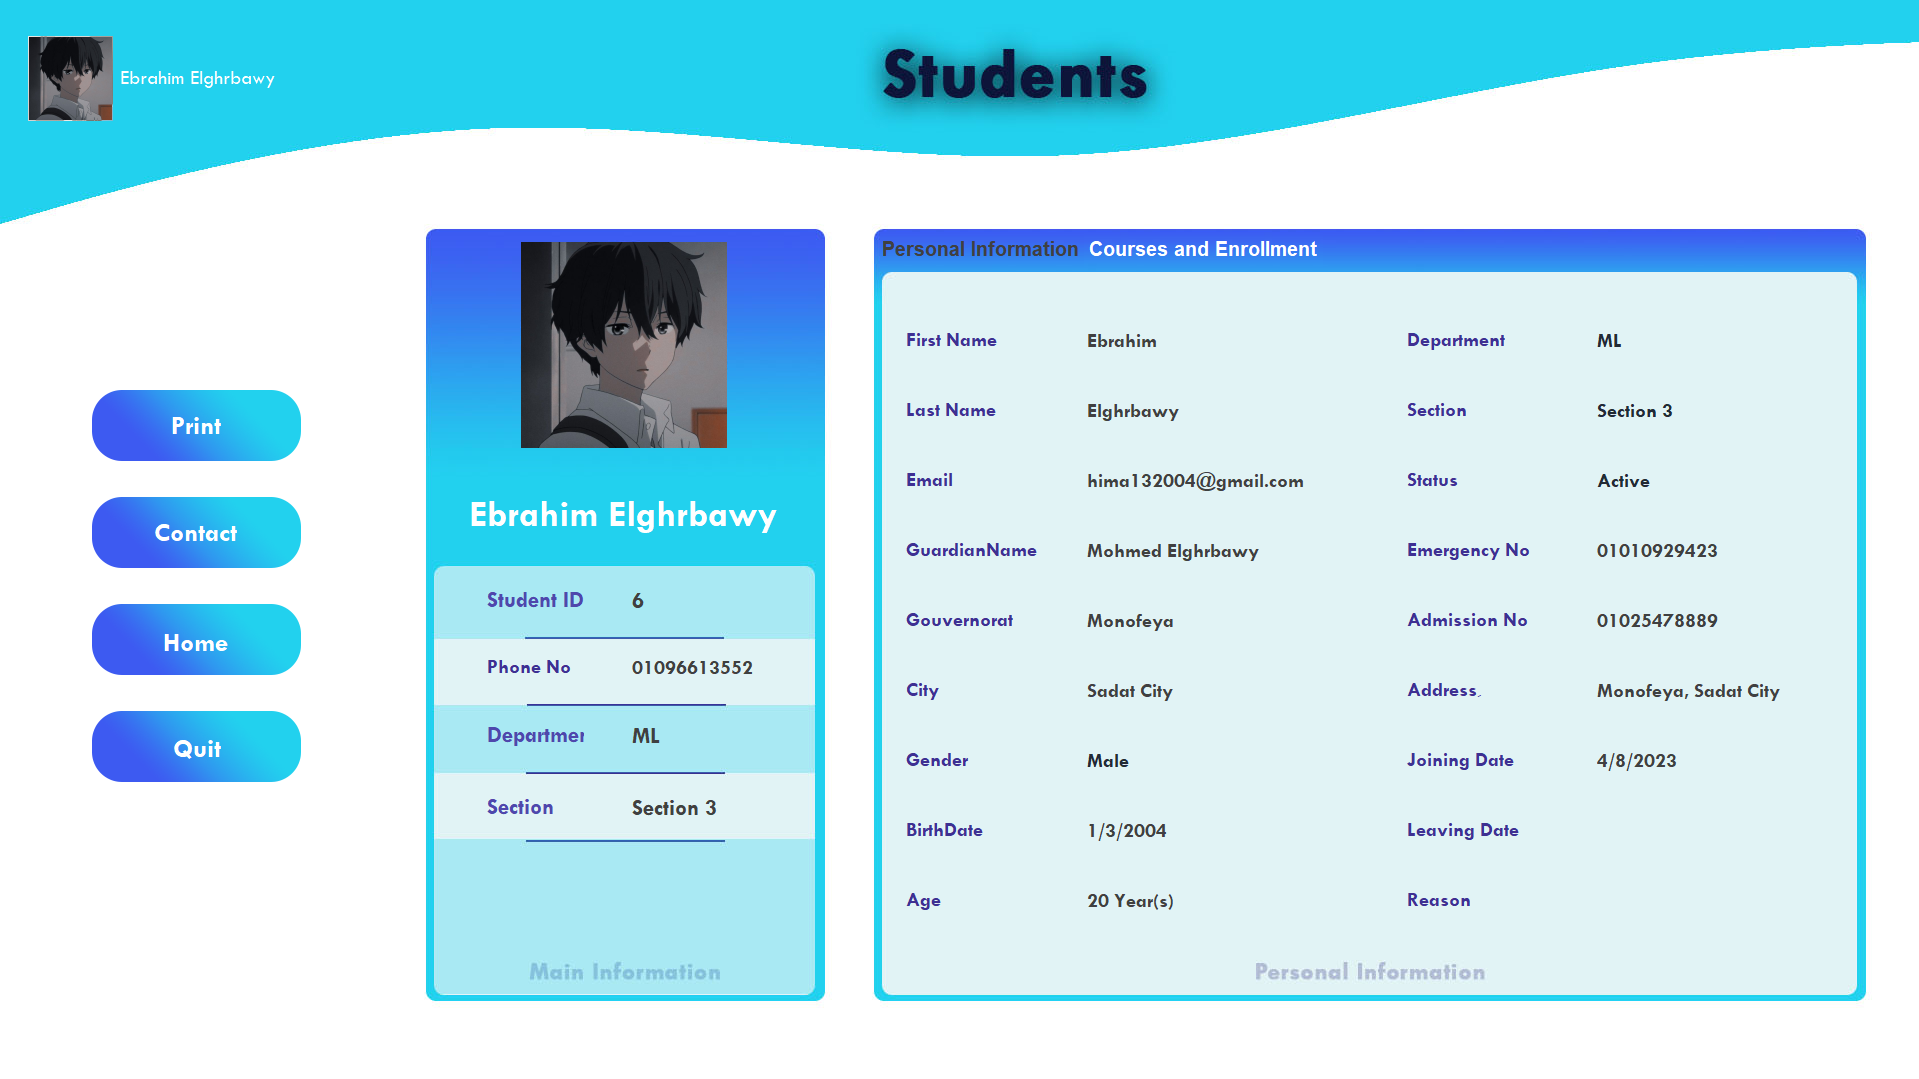 Ebrahim Elghrbawy
Students
Print
Contact
Home
Quit
Ebrahim Elghrbawy
Student ID 6
Phone No 01096613552
Departmer ML
Section Section 3
Main Information
Personal Information Courses and Enrollment
First Name Ebrahim Department ML
Last Name Elghrbawy Section Section 3
Email hima132004@gmail.com Status Active
GuardianName Mohmed Elghrbawy Emergency No 01010929423
Gouvernorat Monofeya Admission No 01025478889
City Sadat City Address Monofeya, Sadat City
Gender Male Joining Date 4/8/2023
BirthDate 1/3/2004 Leaving Date
Age 20 Year(s) Reason
Personal Information